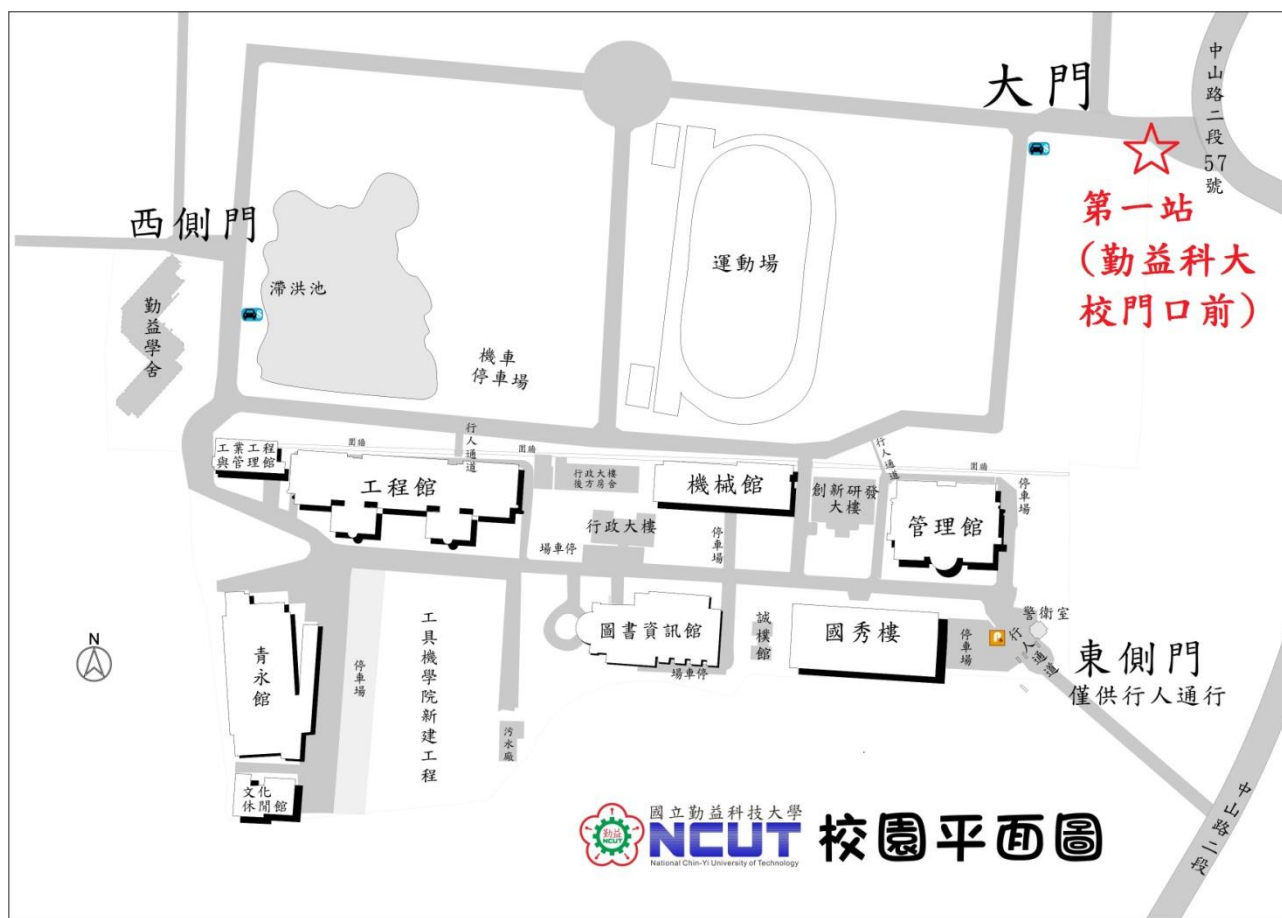 大門
中山路二段57號
第一站
(勤益科大
校門口前)
西側門
滯洪池
運動場
勤益學舍
機車
停車場
圍牆
行人通道
圍牆
行人通道
圍牆
工業工程
與管理館
工程館
行政大樓
後方房舍
機械館
創新研發
大樓
管理館
停車場
行政大樓
場車停
停車場
圖書資訊館
誠樸館
國秀樓
停車場
警衛室
行人通道
東側門
僅供行人通行
場車停
N
青永館
停車場
工具機學院新建工程
污水廠
文化
休閒館
中山路二段
國立勤益科技大學
勤益
NCUT
NCUT
National Chin-Yi University of Technology
校園平面圖